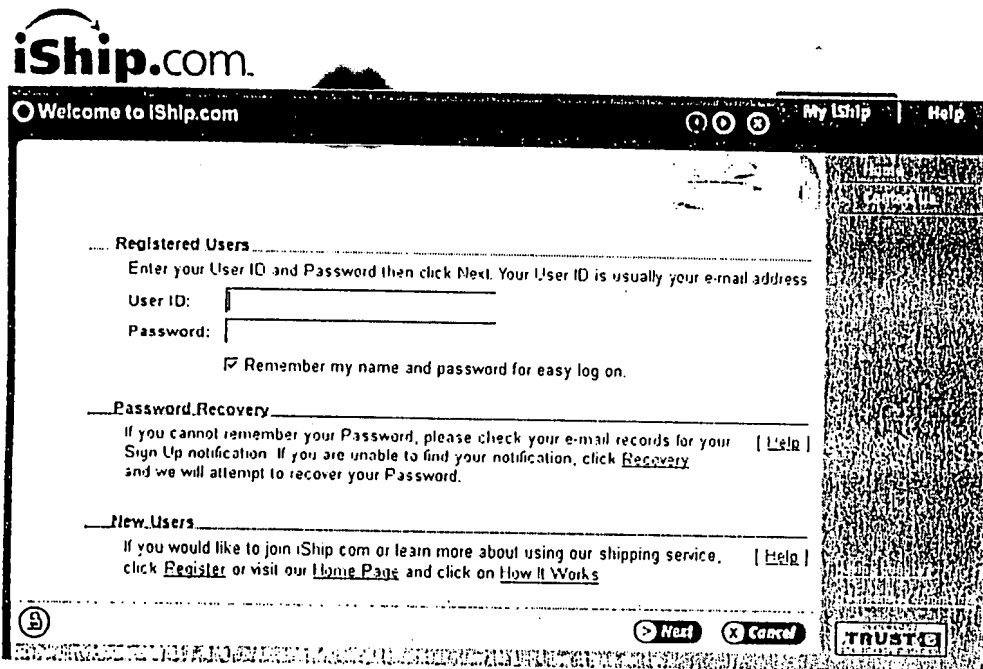 iShip.com.
Welcome to iShip.com
My iShip | Help
Contact Us
Registered Users
Enter your User ID and Password then click Next. Your User ID is usually your e-mail address
User ID:
Password:
Remember my name and password for easy log on.
Password Recovery
If you cannot remember your Password, please check your e-mail records for your [ Help ]
Sign Up notification. If you are unable to find your notification, click Recovery
and we will attempt to recover your Password.
New Users
If you would like to join iShip com or learn more about using our shipping service, [ Help ]
click Register or visit our Home Page and click on How It Works
Next Cancel
TRUSTe